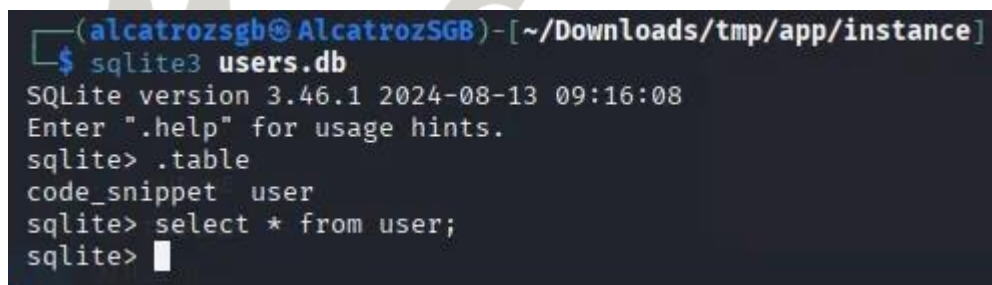 ┌──(alcatrozsgb㉿AlcatrozSGB)-[~/Downloads/tmp/app/instance]
└─$ sqlite3 users.db
SQLite version 3.46.1 2024-08-13 09:16:08
Enter ".help" for usage hints.
sqlite> .table
code_snippet  user
sqlite> select * from user;
sqlite>